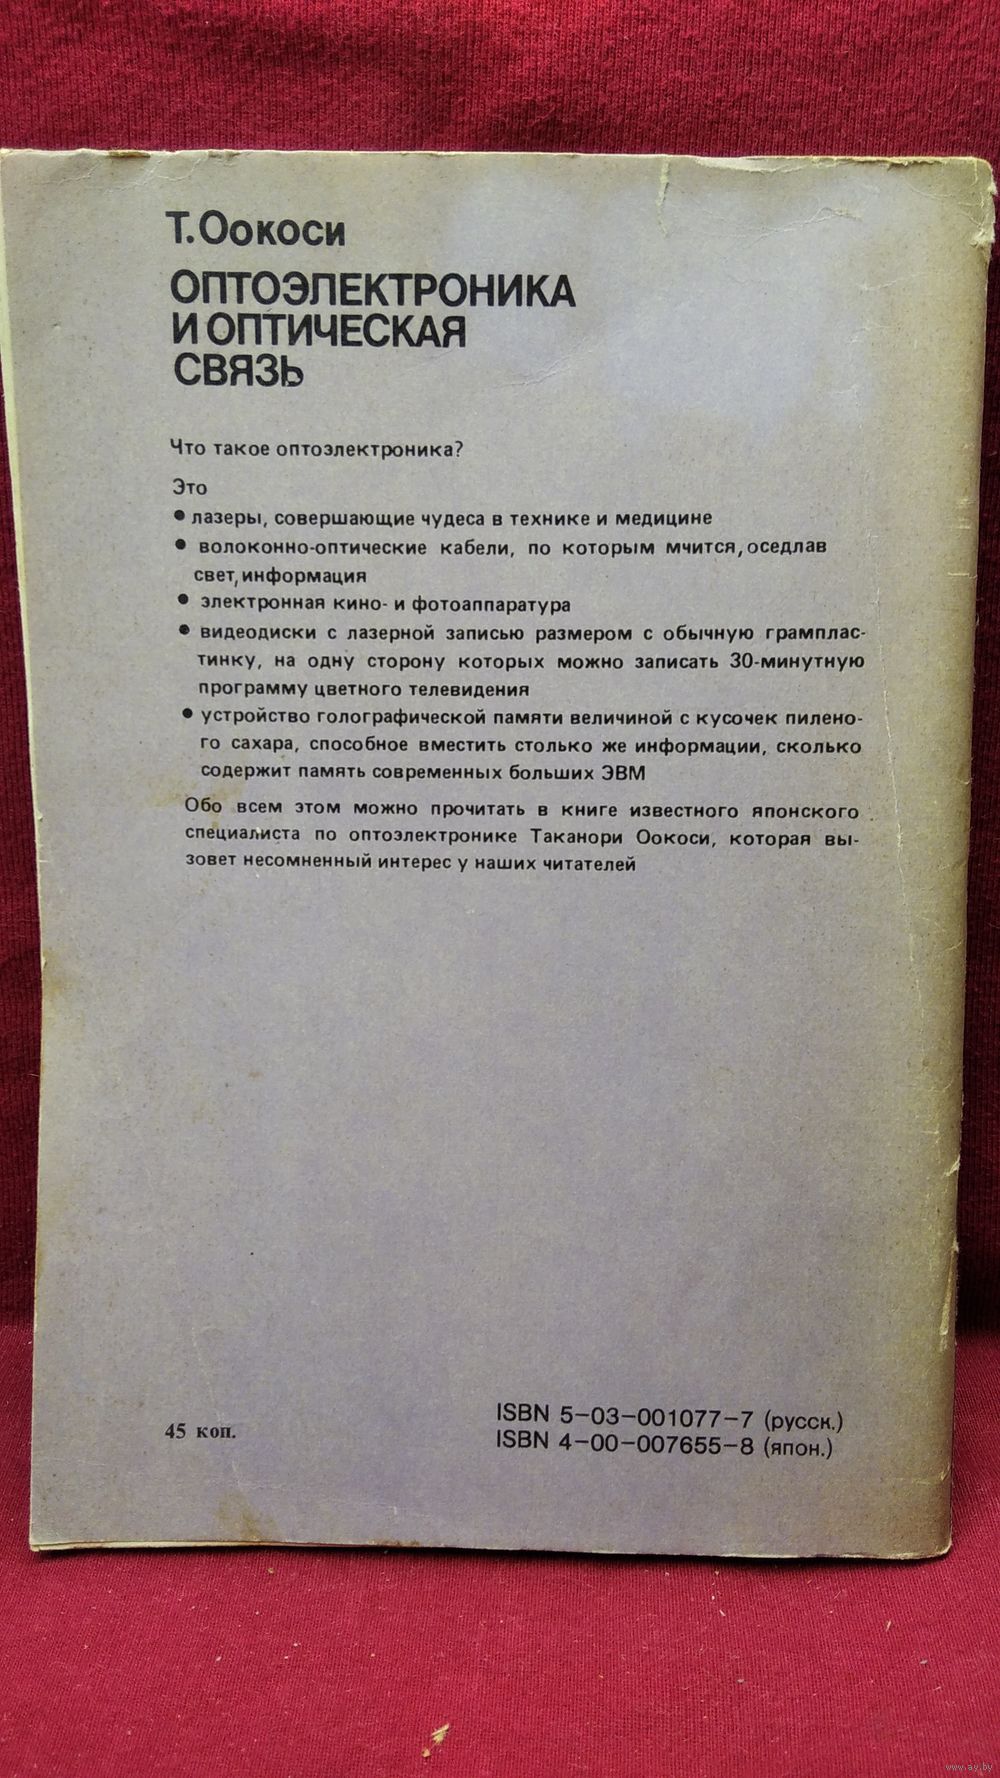 Т.Оокоси
ОПТОЭЛЕКТРОНИКА
И ОПТИЧЕСКАЯ
СВЯЗЬ
Что такое оптоэлектроника?
Это
● лазеры, совершающие чудеса в технике и медицине
● волоконно-оптические кабели, по которым мчится, оседлав
свет, информация
● электронная кино- и фотоаппаратура
● видеодиски с лазерной записью размером с обычную грамплас-
тинку, на одну сторону которых можно записать 30-минутную
программу цветного телевидения
● устройство голографической памяти величиной с кусочек пилено-
го сахара, способное вместить столько же информации, сколько
содержит память современных больших ЭВМ
Обо всем этом можно прочитать в книге известного японского
специалиста по оптоэлектронике Таканори Оокоси, которая вы-
зовет несомненный интерес у наших читателей
45 коп.
ISBN 5-03-001077-7 (русск.)
ISBN 4-00-007655-8 (япон.)
www.ay.by